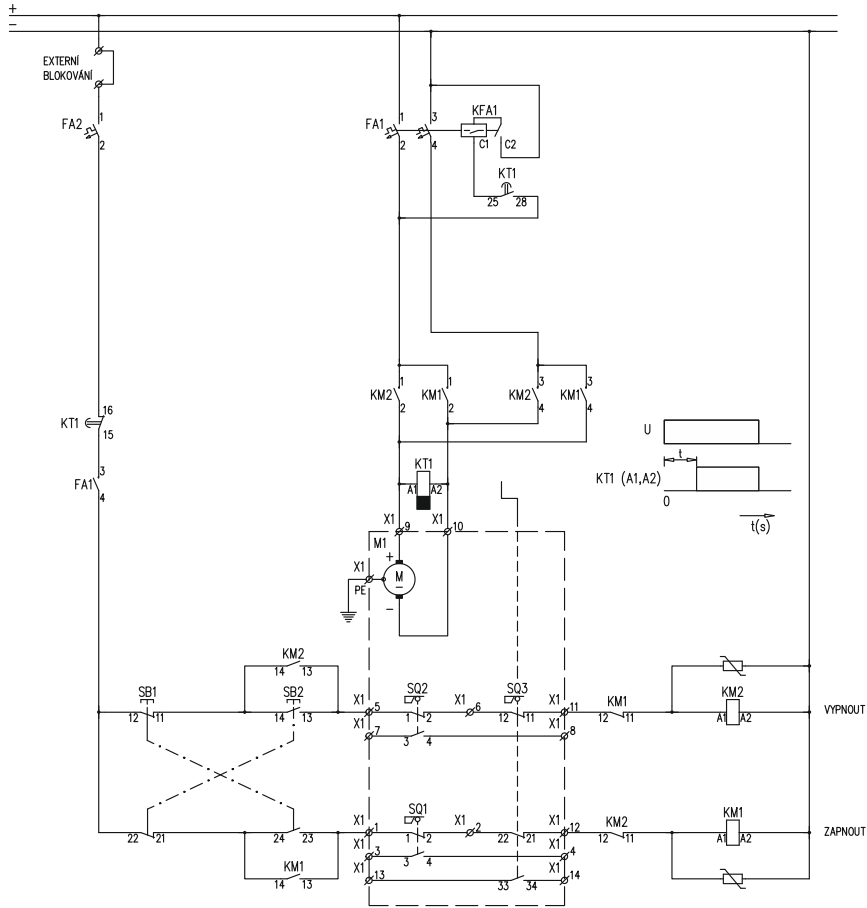 +
−
EXTERNÍ
BLOKOVÁNÍ
FA2
1
2
FA1
1
2
3
4
KFA1
C1
C2
KT1
25
28
KM2
1
2
KM1
1
2
KM2
3
4
KM1
3
4
KT1
16
15
FA1
3
4
KT1
A1
A2
U
t
KT1 (A1,A2)
0
t(s)
X1
9
X1
10
M1
+
X1
PE
M
−
−
KM2
14
13
SB1
12
11
SB2
14
13
X1
5
SQ2
1
2
X1
6
SQ3
12
11
X1
11
KM1
12
11
KM2
A1
A2
VYPNOUT
X1
7
3
4
X1
8
22
21
24
23
X1
1
SQ1
1
2
X1
2
22
21
X1
12
KM2
12
11
KM1
A1
A2
ZAPNOUT
KM1
14
13
X1
3
3
4
X1
4
X1
13
33
34
X1
14